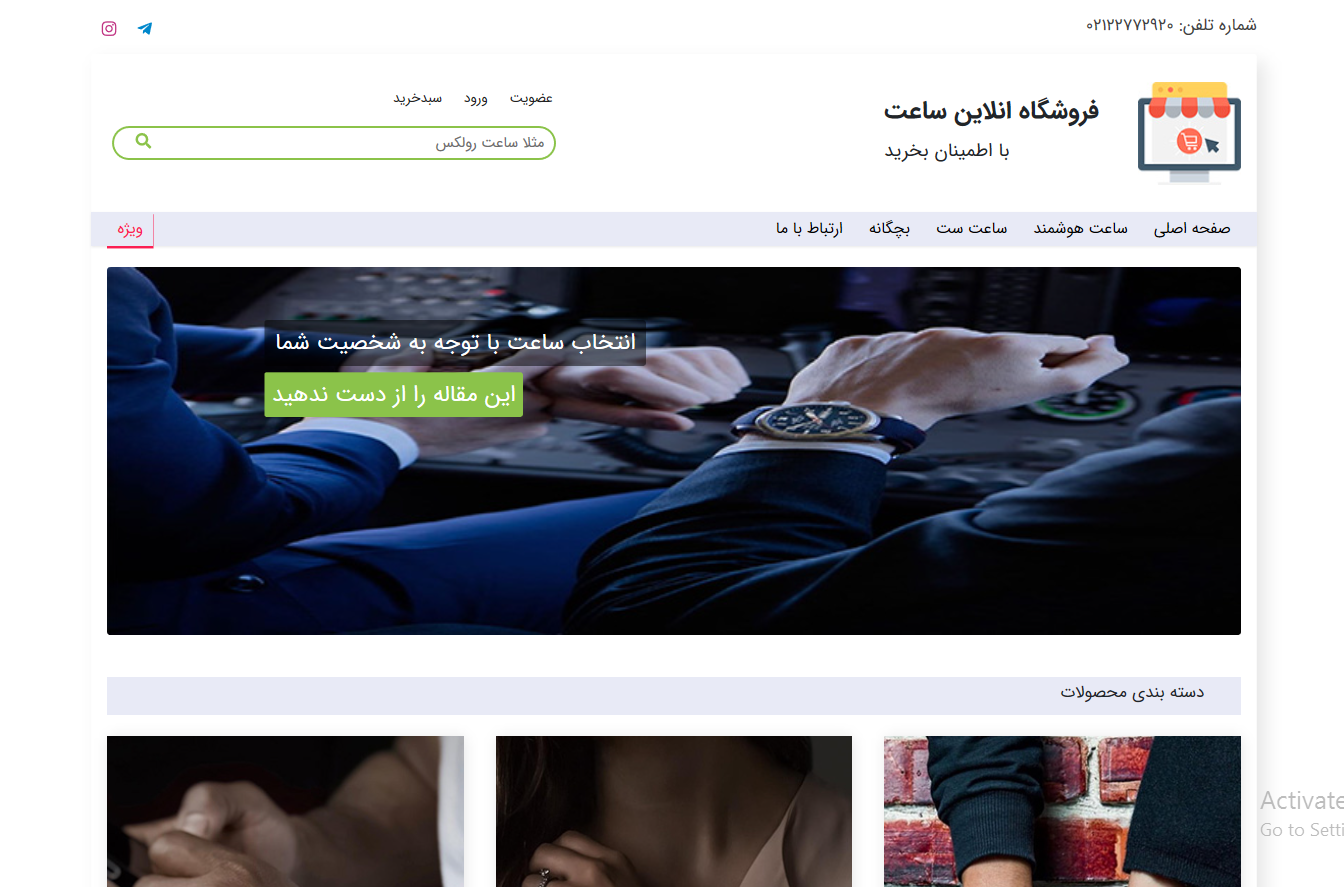 شماره تلفن: ۰۲۱۲۲۷۷۲۹۲۰
فروشگاه انلاین ساعت
با اطمینان بخرید
عضویت
ورود
سبدخرید
مثلا ساعت رولکس
صفحه اصلی
ساعت هوشمند
ساعت ست
بچگانه
ارتباط با ما
ویژه
انتخاب ساعت با توجه به شخصیت شما
این مقاله را از دست ندهید
دسته بندی محصولات
Activate
Go to Setti